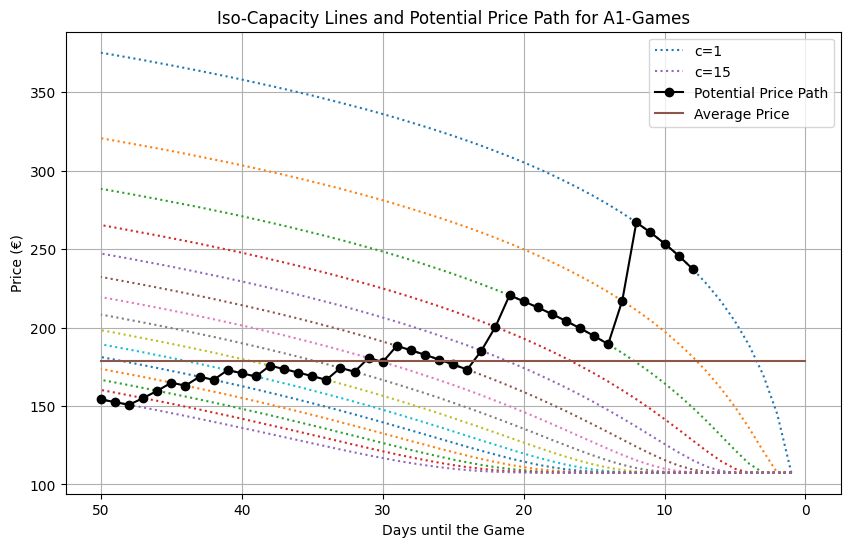 Iso-Capacity Lines and Potential Price Path for A1-Games
c=1
c=15
Potential Price Path
Average Price
Price (€)
350
300
250
200
150
100
50
40
30
20
10
0
Days until the Game